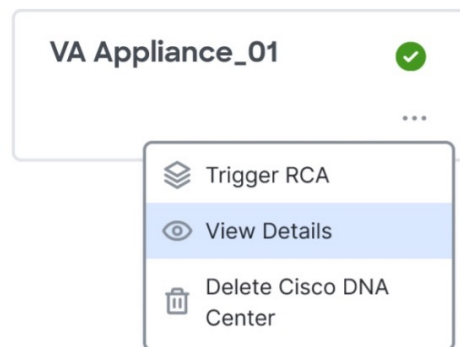 VA Appliance_01
Trigger RCA
View Details
Delete Cisco DNA
Center